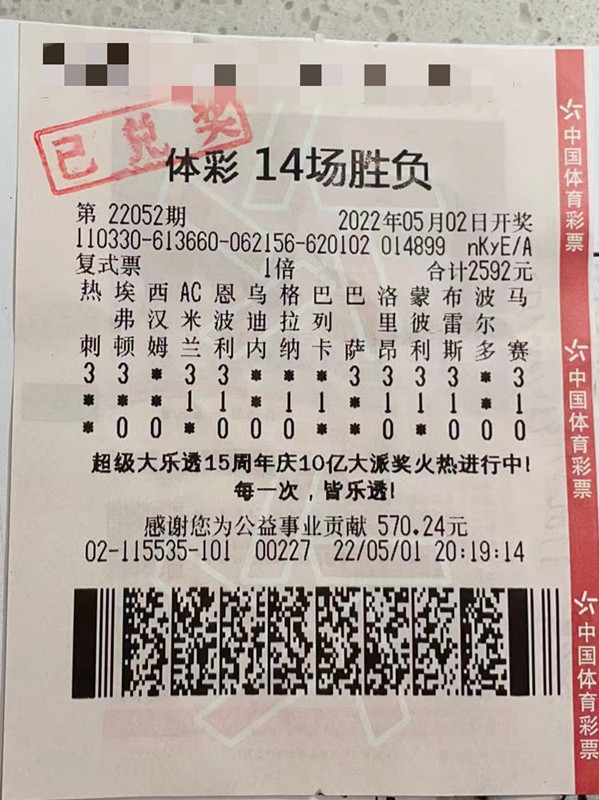 已兑奖
体彩 14场胜负
第 22052期 2022年05月02日开奖
110330-613660-062156-620102 014899 nKyE/A
复式票 1倍 合计2592元
热 埃 西 AC 恩 乌 格 巴 巴 洛 蒙 布 波 马
弗 汉 米 波 迪 拉 列 里 彼 雷 尔
刺 顿 姆 兰 利 内 纳 卡 萨 昂 利 斯 多 赛
3 3 * 3 3 * * * 3 3 3 3 * 3
* * * 1 1 * 1 1 * 1 1 1 * 1
* 0 0 * 0 0 0 * * 0 * 0 0 0
超级大乐透15周年庆10亿大派奖火热进行中!
每一次，皆乐透!
感谢您为公益事业贡献 570.24元
02-115535-101 00227 22/05/01 20:19:14
中国体育彩票
中国体育彩票
中国体育彩票